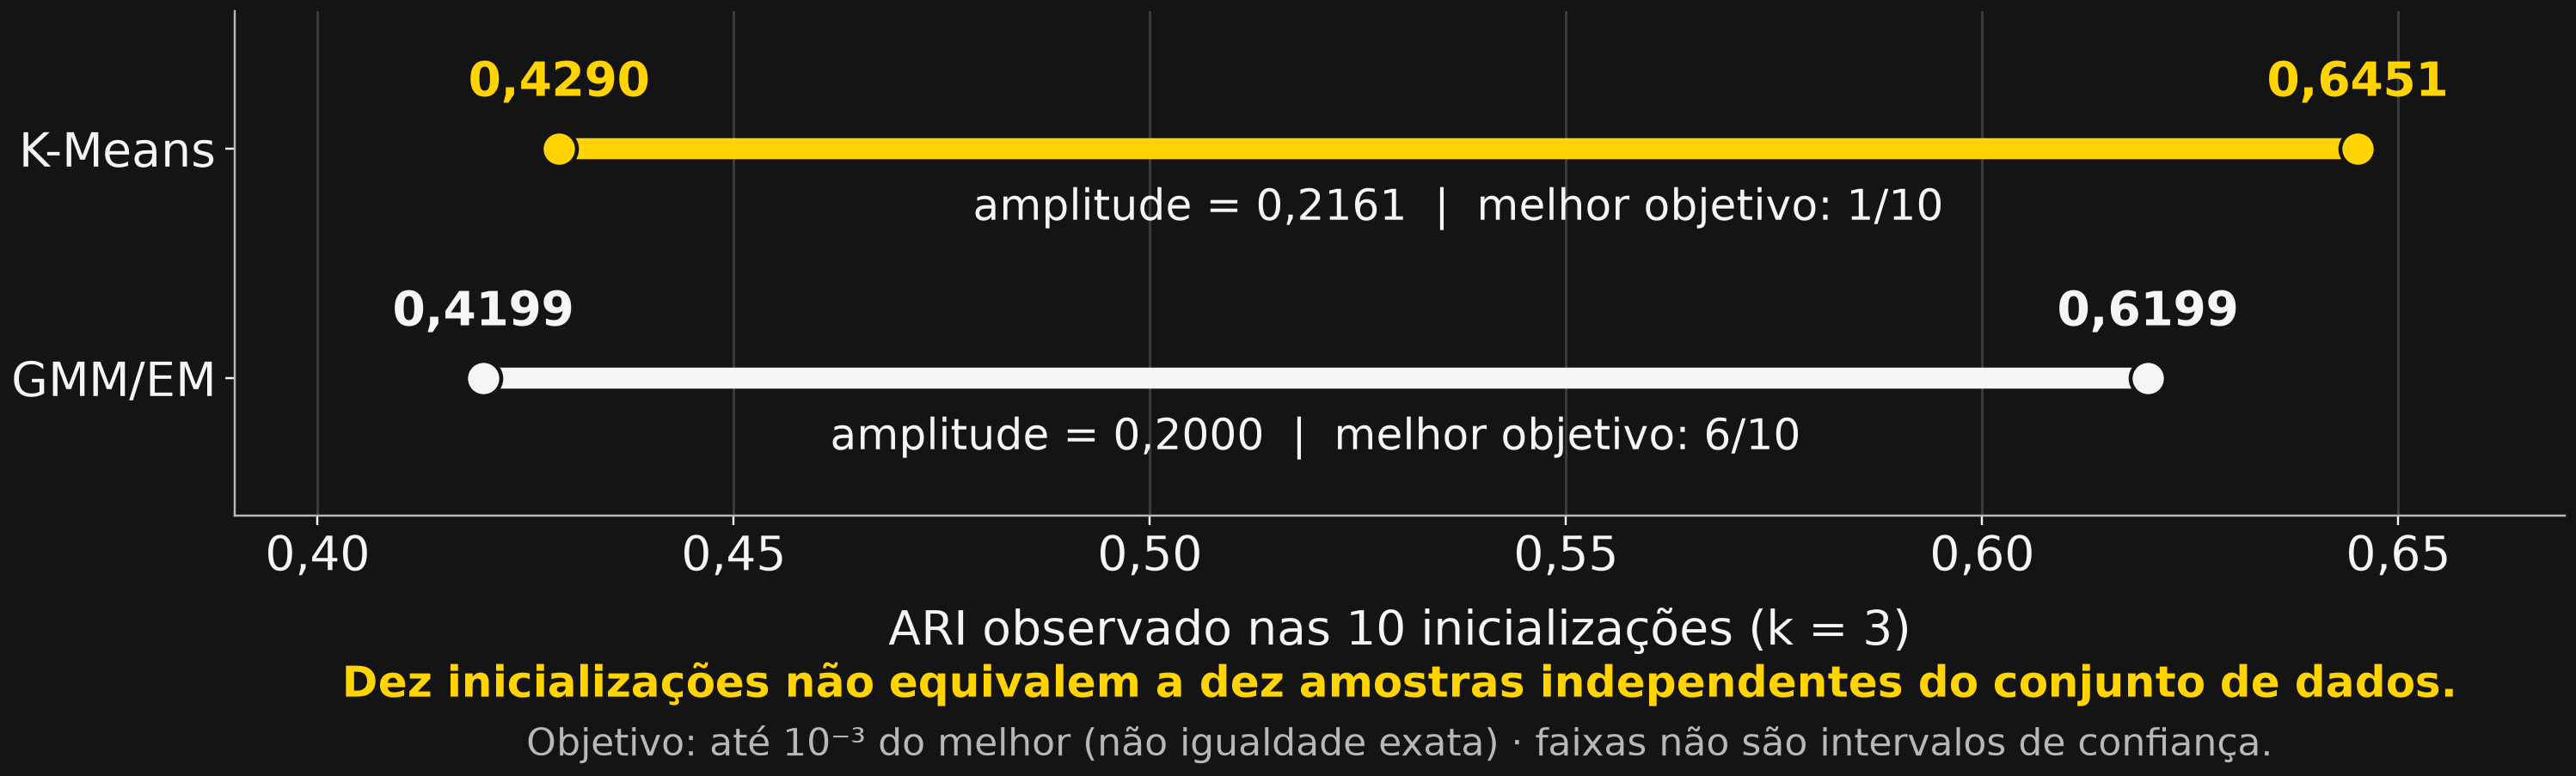 0,4290 0,6451
K-Means
amplitude = 0,2161 | melhor objetivo: 1/10
0,4199 0,6199
GMM/EM
amplitude = 0,2000 | melhor objetivo: 6/10
0,40 0,45 0,50 0,55 0,60 0,65
ARI observado nas 10 inicializações (k = 3)
Dez inicializações não equivalem a dez amostras independentes do conjunto de dados.
Objetivo: até 10⁻³ do melhor (não igualdade exata) · faixas não são intervalos de confiança.